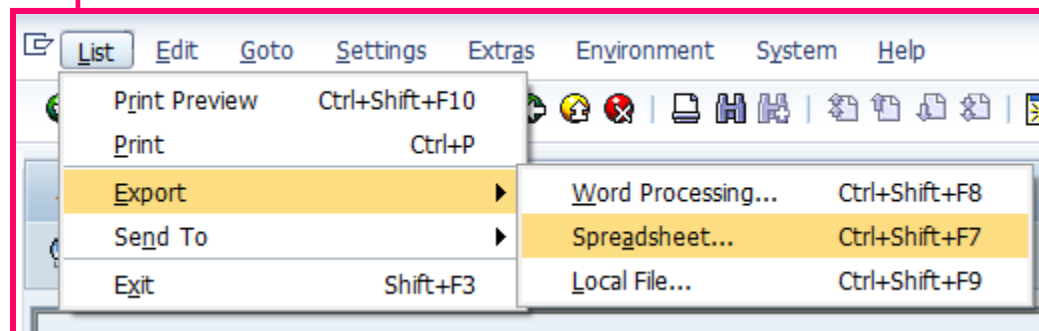 List Edit Goto Settings Extras Environment System Help
Print Preview Ctrl+Shift+F10
Print Ctrl+P
Export Word Processing... Ctrl+Shift+F8
Send To Spreadsheet... Ctrl+Shift+F7
Exit Shift+F3 Local File... Ctrl+Shift+F9